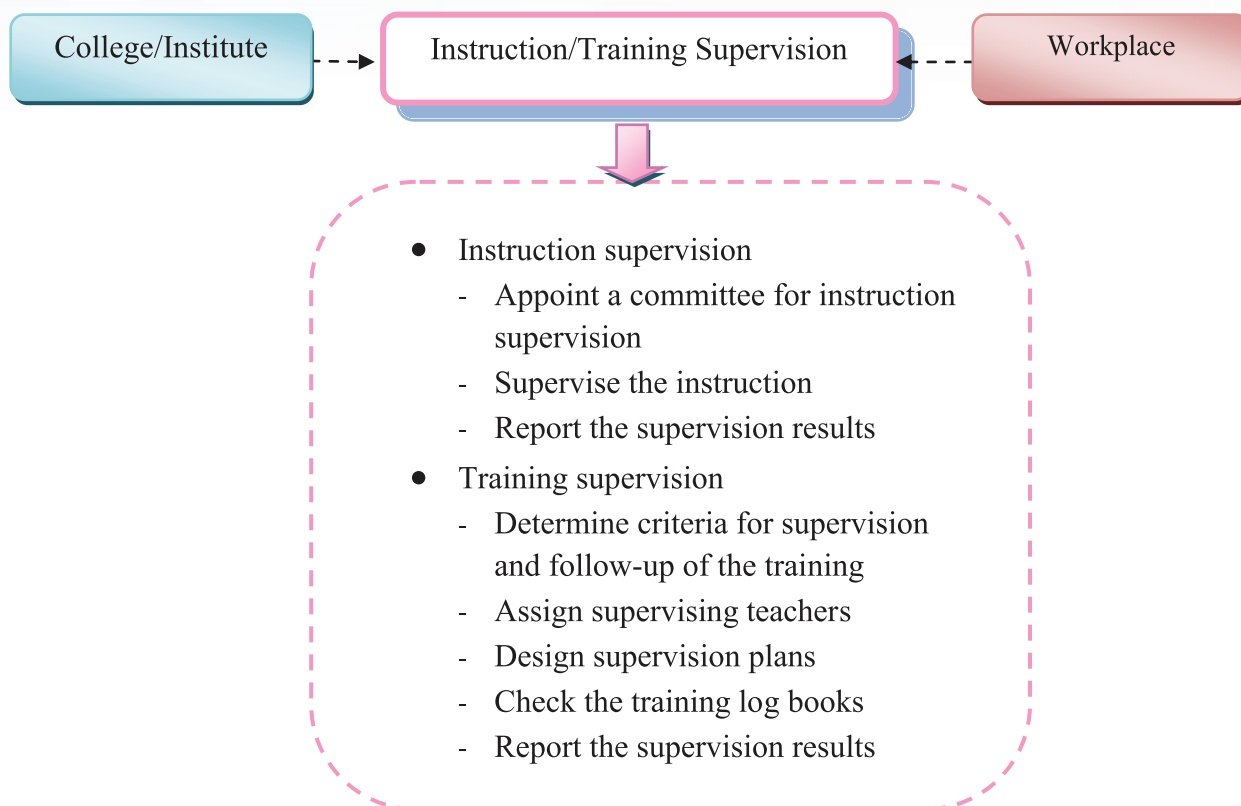 College/Institute
Instruction/Training Supervision
Workplace
● Instruction supervision
- Appoint a committee for instruction
supervision
- Supervise the instruction
- Report the supervision results
● Training supervision
- Determine criteria for supervision
and follow-up of the training
- Assign supervising teachers
- Design supervision plans
- Check the training log books
- Report the supervision results